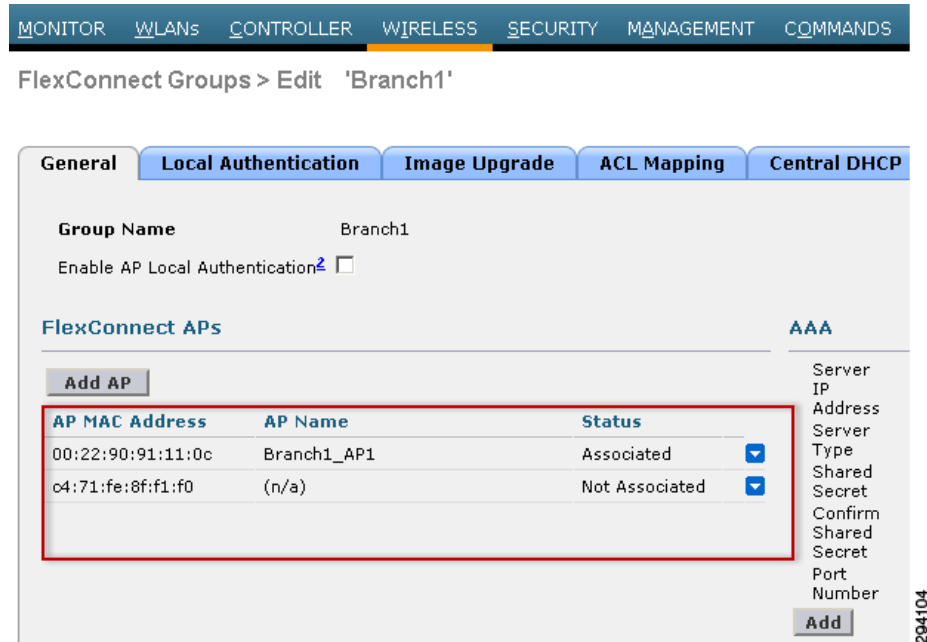 MONITOR WLANs CONTROLLER WIRELESS SECURITY MANAGEMENT COMMANDS
FlexConnect Groups > Edit 'Branch1'
General Local Authentication Image Upgrade ACL Mapping Central DHCP
Group Name Branch1
Enable AP Local Authentication2
FlexConnect APs
AAA
Add AP
AP MAC Address AP Name Status
00:22:90:91:11:0c Branch1_AP1 Associated
c4:71:fe:8f:f1:f0 (n/a) Not Associated
Server
IP
Address
Server
Type
Shared
Secret
Confirm
Shared
Secret
Port
Number
Add
294104